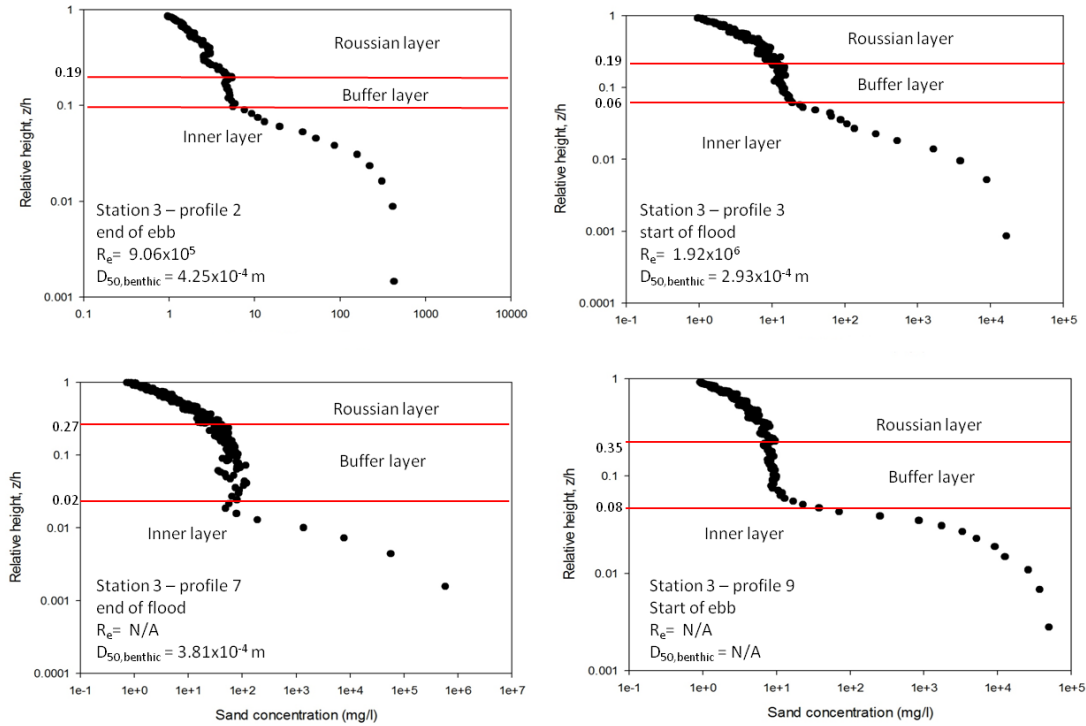 1
Roussian layer
0.19
Buffer layer
0.1
Inner layer
0.01
0.001
Relative height, z/h
Station 3 – profile 2
end of ebb
Re= 9.06x10⁵
D50,benthic = 4.25x10⁻⁴ m
0.1 1 10 100 1000 10000
1
Roussian layer
0.19
Buffer layer
0.1
0.06
Inner layer
0.01
0.001
0.0001
Relative height, z/h
Station 3 – profile 3
start of flood
Re= 1.92x10⁶
D50,benthic = 2.93x10⁻⁴ m
1e-1 1e+0 1e+1 1e+2 1e+3 1e+4 1e+5
1
Roussian layer
0.27
Buffer layer
0.1
0.02
Inner layer
0.01
0.001
0.0001
Relative height, z/h
Station 3 – profile 7
end of flood
Re= N/A
D50,benthic = 3.81x10⁻⁴ m
1e-1 1e+0 1e+1 1e+2 1e+3 1e+4 1e+5 1e+6 1e+7
Sand concentration (mg/l)
1
Roussian layer
0.35
Buffer layer
0.1
0.08
Inner layer
0.01
0.001
Relative height, z/h
Station 3 – profile 9
Start of ebb
Re= N/A
D50,benthic = N/A
1e-1 1e+0 1e+1 1e+2 1e+3 1e+4 1e+5
Sand concentration (mg/l)